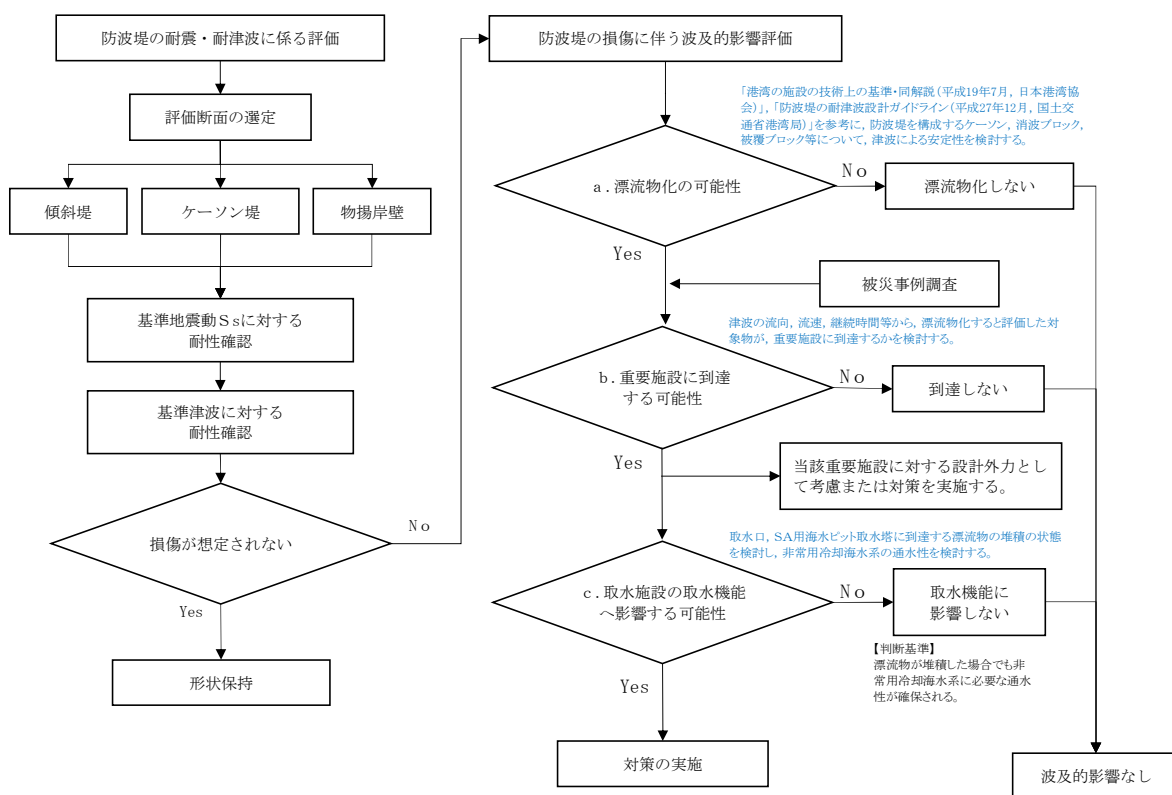 防波堤の耐震・耐津波に係る評価
評価断面の選定
傾斜堤
ケーソン堤
物揚岸壁
基準地震動Ｓsに対する
耐性確認
基準津波に対する
耐性確認
損傷が想定されない
No
Yes
形状保持
防波堤の損傷に伴う波及的影響評価
「港湾の施設の技術上の基準・同解説（平成19年7月，日本港湾協
会）」，「防波堤の耐津波設計ガイドライン（平成27年12月，国土交
通省港湾局）」を参考に，防波堤を構成するケーソン，消波ブロック，
被覆ブロック等について，津波による安定性を検討する。
ａ．漂流物化の可能性
No
漂流物化しない
Yes
被災事例調査
津波の流向，流速，継続時間等から，漂流物化すると評価した対
象物が，重要施設に到達するかを検討する。
ｂ．重要施設に到達
する可能性
No
到達しない
Yes
当該重要施設に対する設計外力とし
て考慮または対策を実施する。
取水口，SA用海水ピット取水塔に到達する漂流物の堆積の状態
を検討し，非常用冷却海水系の通水性を検討する。
ｃ．取水施設の取水機能
へ影響する可能性
No
取水機能に
影響しない
【判断基準】
漂流物が堆積した場合でも非
常用冷却海水系に必要な通水
性が確保される。
Yes
対策の実施
波及的影響なし